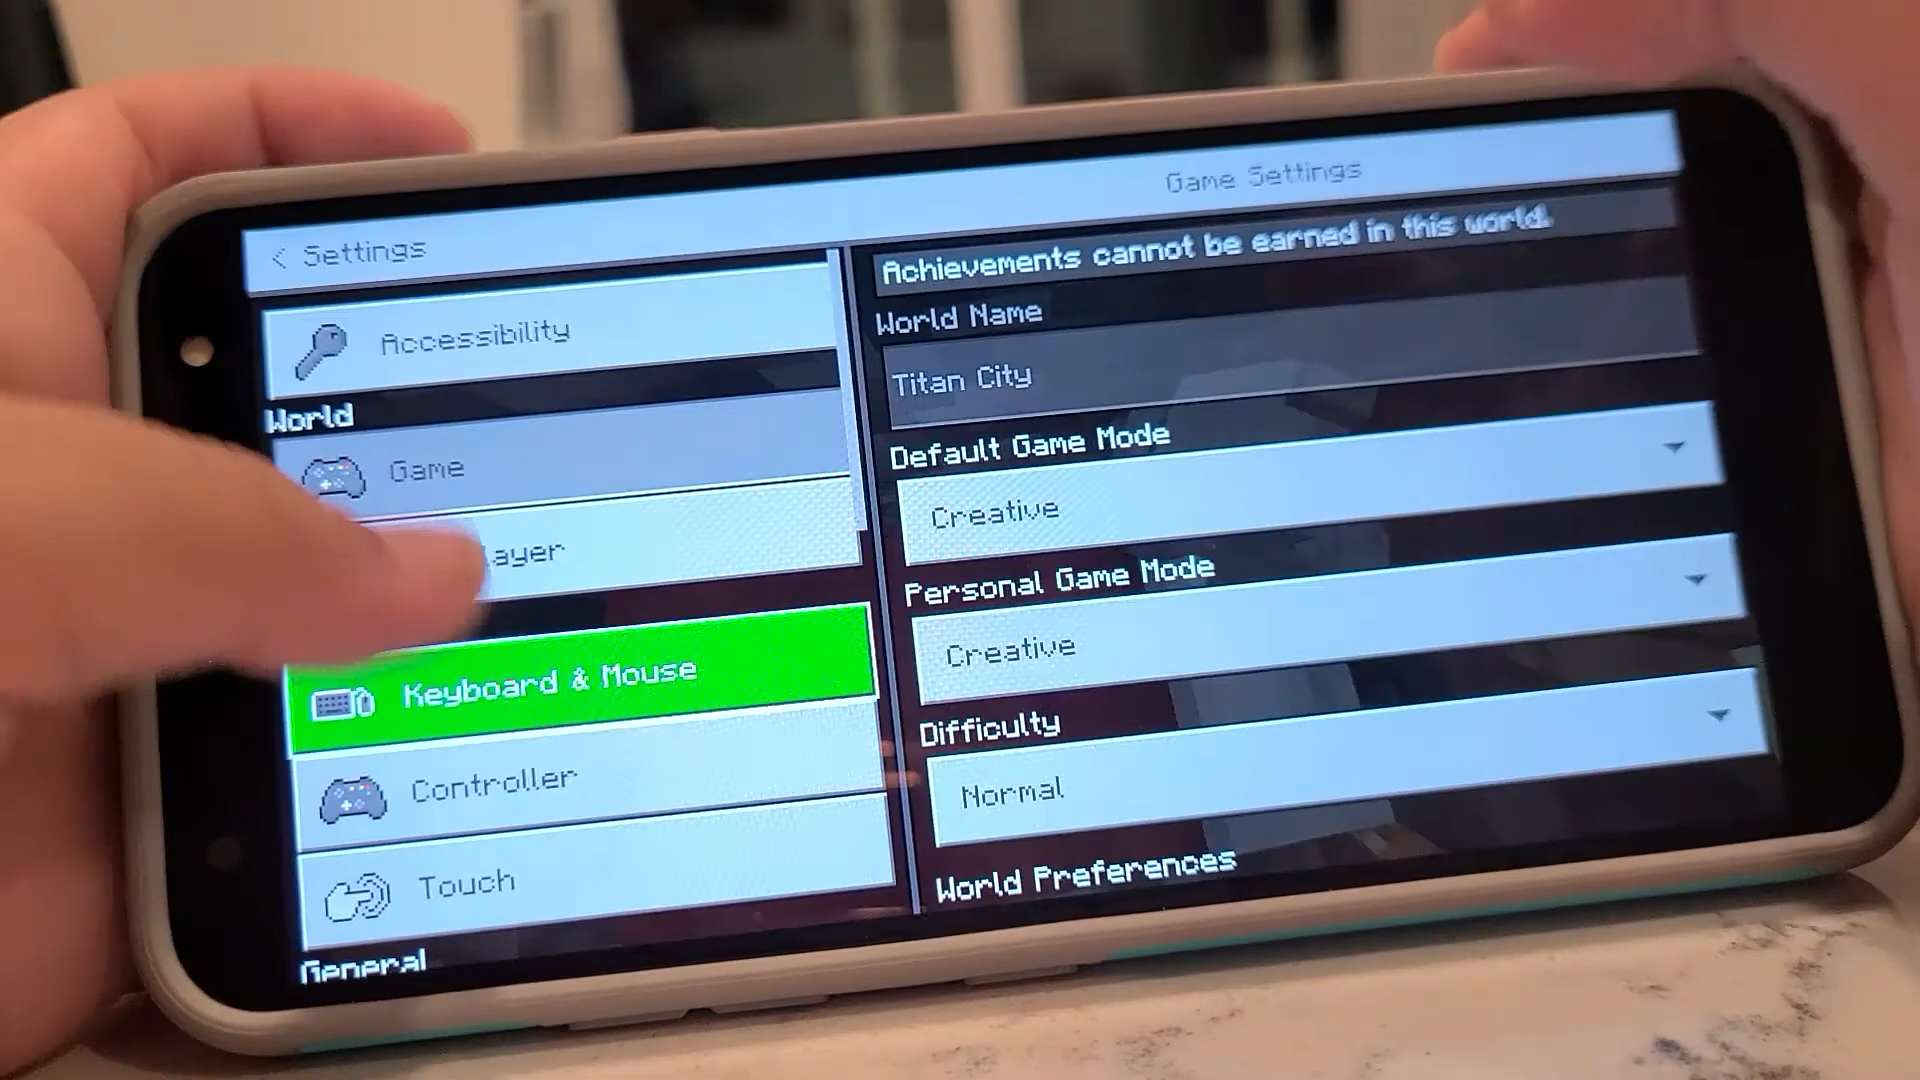 Settings
Game Settings
Accessibility
World
Game
layer
Keyboard & Mouse
Controller
Touch
General
Achievements cannot be earned in this world.
World Name
Titan City
Default Game Mode
Creative
Personal Game Mode
Creative
Difficulty
Normal
World Preferences